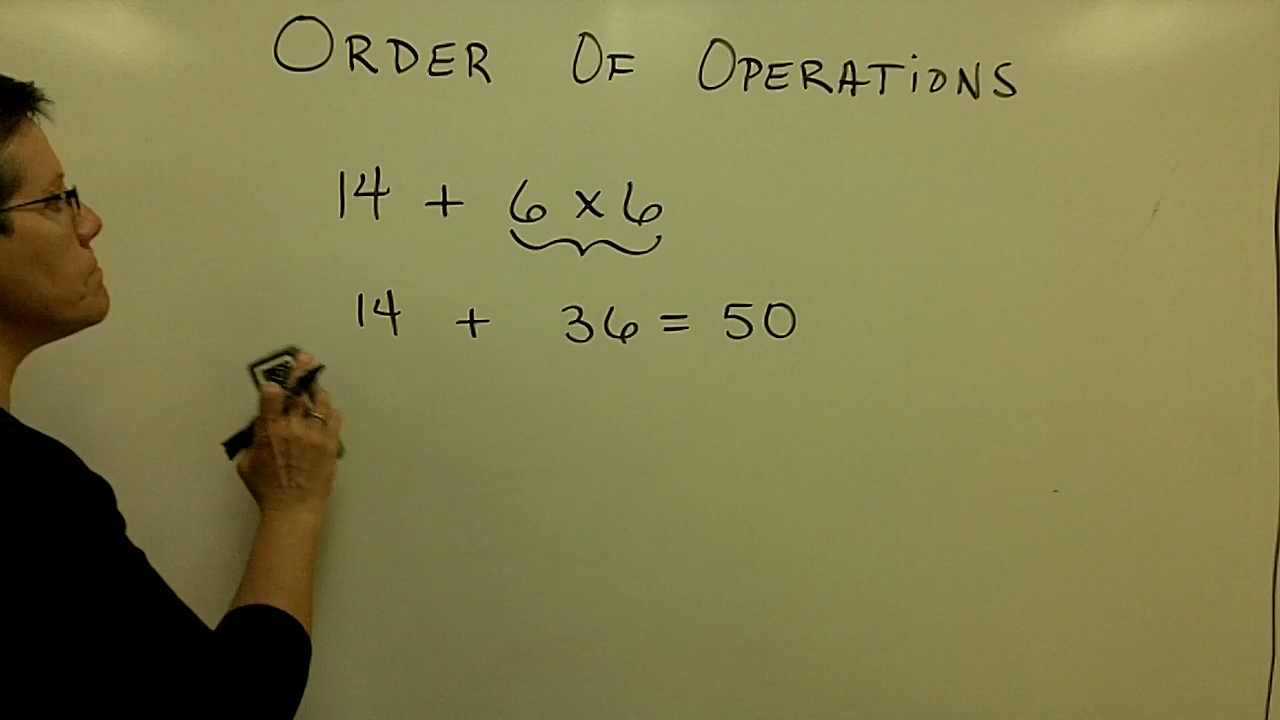 ORDER OF OPERATIONS
14 + 6 x 6
14 + 36 = 50